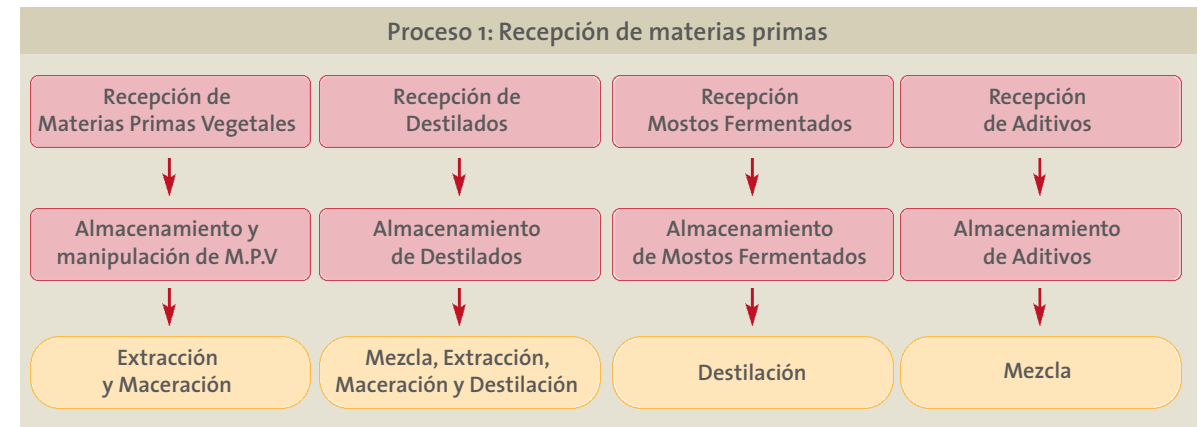 Proceso 1: Recepción de materias primas
Recepción de
Materias Primas Vegetales
Recepción de
Destilados
Recepción
Mostos Fermentados
Recepción
de Aditivos
Almacenamiento y
manipulación de M.P.V
Almacenamiento
de Destilados
Almacenamiento
de Mostos Fermentados
Almacenamiento
de Aditivos
Extracción
y Maceración
Mezcla, Extracción,
Maceración y Destilación
Destilación
Mezcla